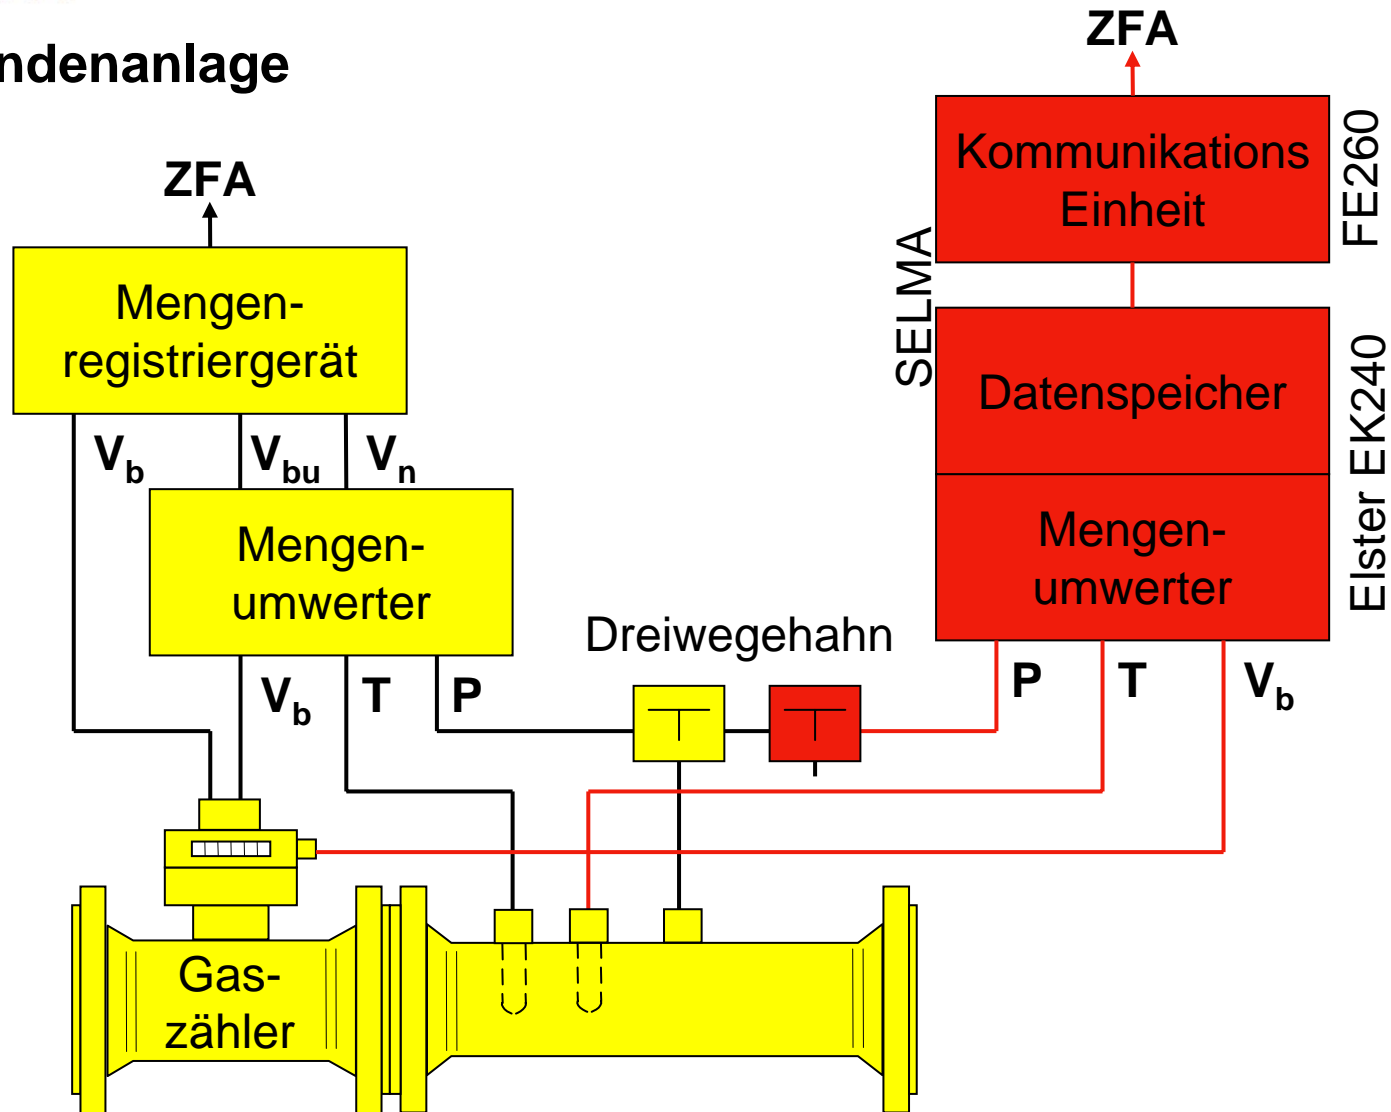 ndenanlage
ZFA
Mengen-
registriergerät
Vb Vbu Vn
Mengen-
umwerter
Vb T P
Dreiwegehahn
Gas-
zähler
ZFA
Kommunikations
Einheit
FE260
SELMA
Datenspeicher
Mengen-
umwerter
Elster EK240
P T Vb